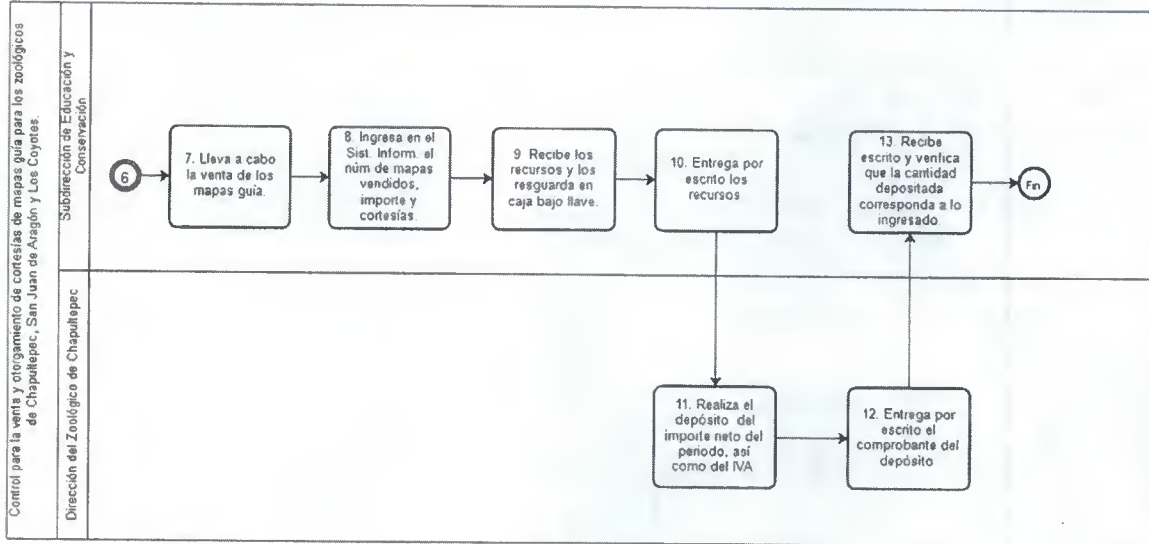 Control para la venta y otorgamiento de cortesías de mapas guía para los zoológicos
de Chapultepec, San Juan de Aragón y Los Coyotes.
Subdirección de Educación y
Conservación
6
7. Lleva a cabo
la venta de los
mapas guía.
8. Ingresa en el
Sist. Inform. el
núm de mapas
vendidos,
importe y
cortesías.
9 Recibe los
recursos y los
resguarda en
caja bajo llave.
10. Entrega por
escrito los
recursos
13. Recibe
escrito y verifica
que la cantidad
depositada
corresponda a lo
ingresado.
Fin
Dirección del Zoológico de Chapultepec
11. Realiza el
depósito del
importe neto del
periodo, así
como del IVA
12. Entrega por
escrito el
comprobante del
depósito